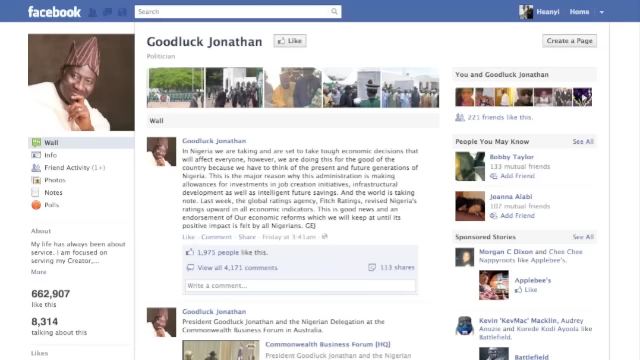 facebook
Search
Heanyi
Home
Goodluck Jonathan
Like
Create a Page
Politician
Wall
Info
Friend Activity (1+)
Photos
Notes
Polls
About
My life has always been about
service. I am focused on
serving my Creator,...
More
662,907
like this
8,314
talking about this
Likes
Wall
Goodluck Jonathan
In Nigeria we are taking and are set to take tough economic decisions that
will affect everyone, however, we are doing this for the good of the
country because we have to think of the present and future generations of
Nigeria. This is the major reason why this administration is making
allowances for investments in job creation initiatives, infrastructural
development as well as intelligent future savings. And the world is taking
note. Last week, the global ratings agency, Fitch Ratings, revised Nigeria's
ratings upward in all economic indicators. This is good news and an
endorsement of Our economic reforms which we will keep at until its
positive impact is felt by all Nigerians. GEJ
Like · Comment · Share · Friday at 3:41am
1,975 people like this.
View all 4,171 comments
113 shares
Write a comment...
Goodluck Jonathan
President Goodluck Jonathan and the Nigerian Delegation at the
Commonwealth Business Forum in Australia.
Commonwealth Business Forum [HQ]
You and Goodluck Jonathan
221 friends like this.
People You May Know
See All
Bobby Taylor
133 mutual friends
Add Friend
Joanna Alabi
107 mutual friends
Add Friend
Sponsored Stories
See All
Morgan C Dixon and Chee Chee
Nappyroots like Applebee's.
Applebee's
Like
Kevin "KevMac" Macklin, Audrey
Anozie and Korede Kodi Ayoola like
Battlefield.
Battlefield